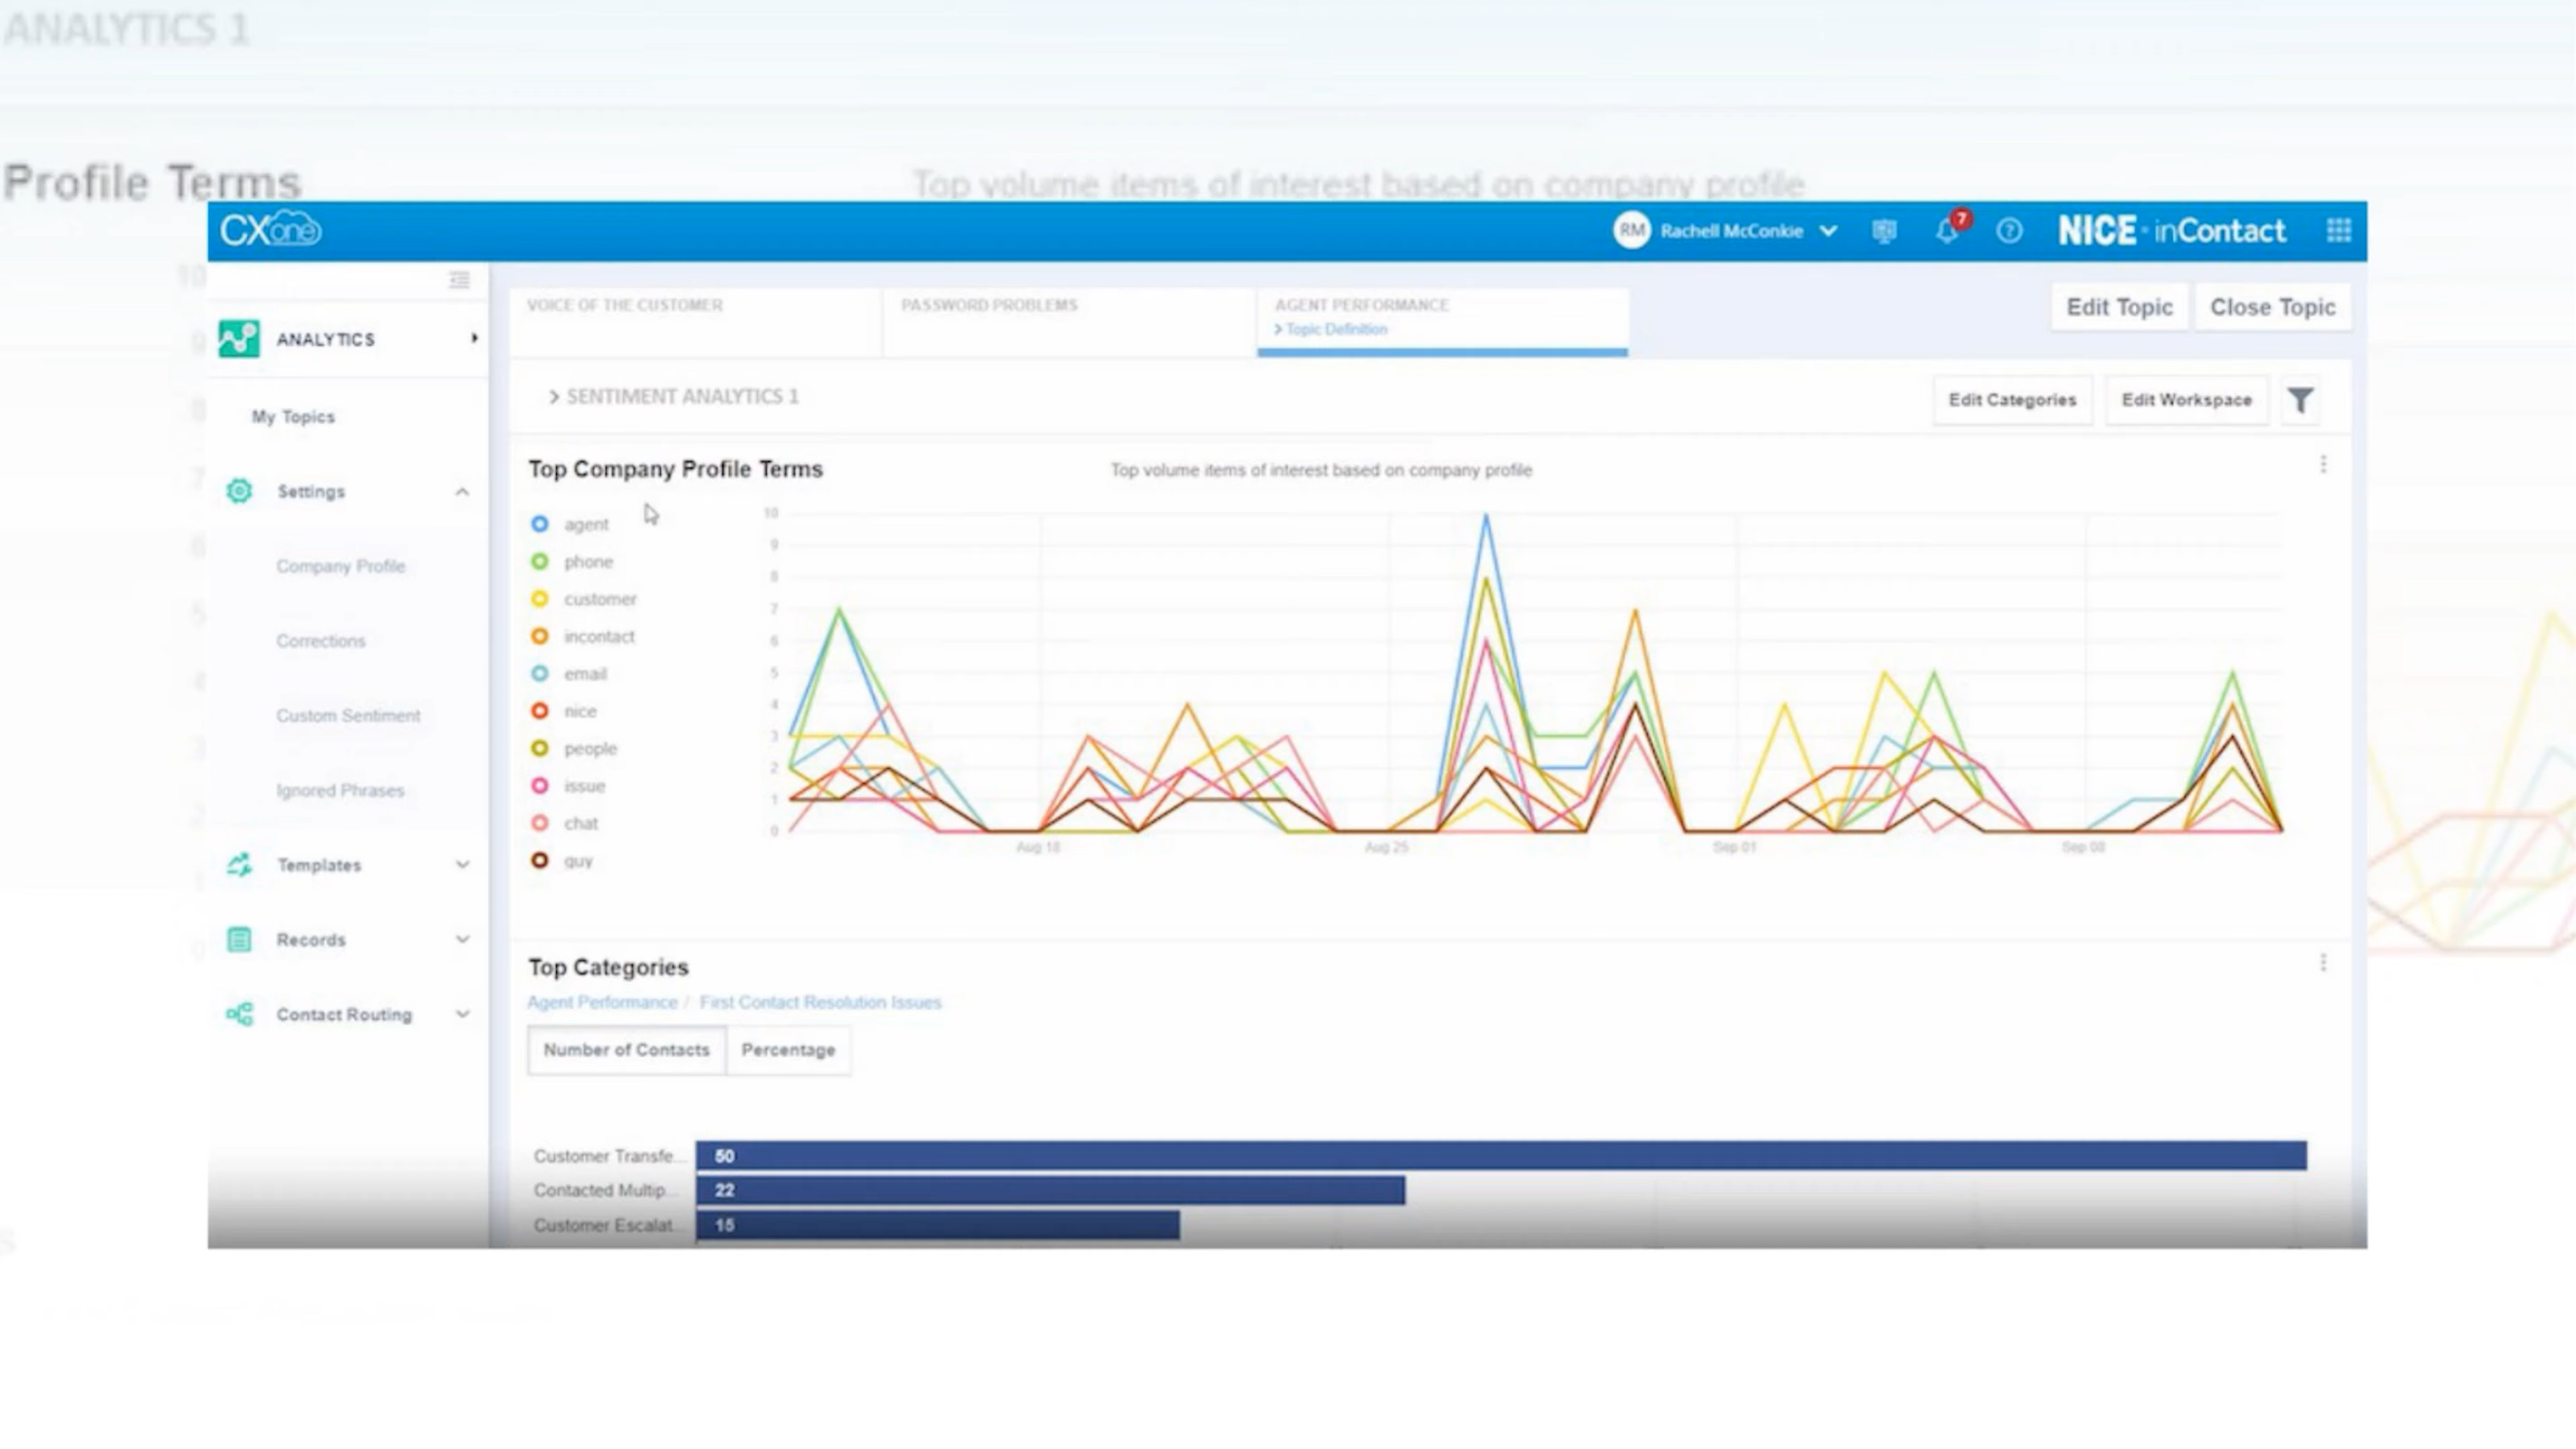 ANALYTICS 1
Profile Terms
Top volume items of interest based on company profile
CXone
RM Rachell McConkie
7
?
NICE inContact
ANALYTICS
My Topics
Settings
Company Profile
Corrections
Custom Sentiment
Ignored Phrases
Templates
Records
Contact Routing
VOICE OF THE CUSTOMER
PASSWORD PROBLEMS
AGENT PERFORMANCE
> Topic Definition
Edit Topic
Close Topic
> SENTIMENT ANALYTICS 1
Edit Categories
Edit Workspace
Top Company Profile Terms
Top volume items of interest based on company profile
agent
phone
customer
incontact
email
nice
people
issue
chat
guy
10
9
8
7
6
5
4
3
2
1
0
Aug 18
Aug 25
Sep 01
Sep 08
Top Categories
Agent Performance / First Contact Resolution Issues
Number of Contacts
Percentage
Customer Transfe... 50
Contacted Multip... 22
Customer Escalat... 15